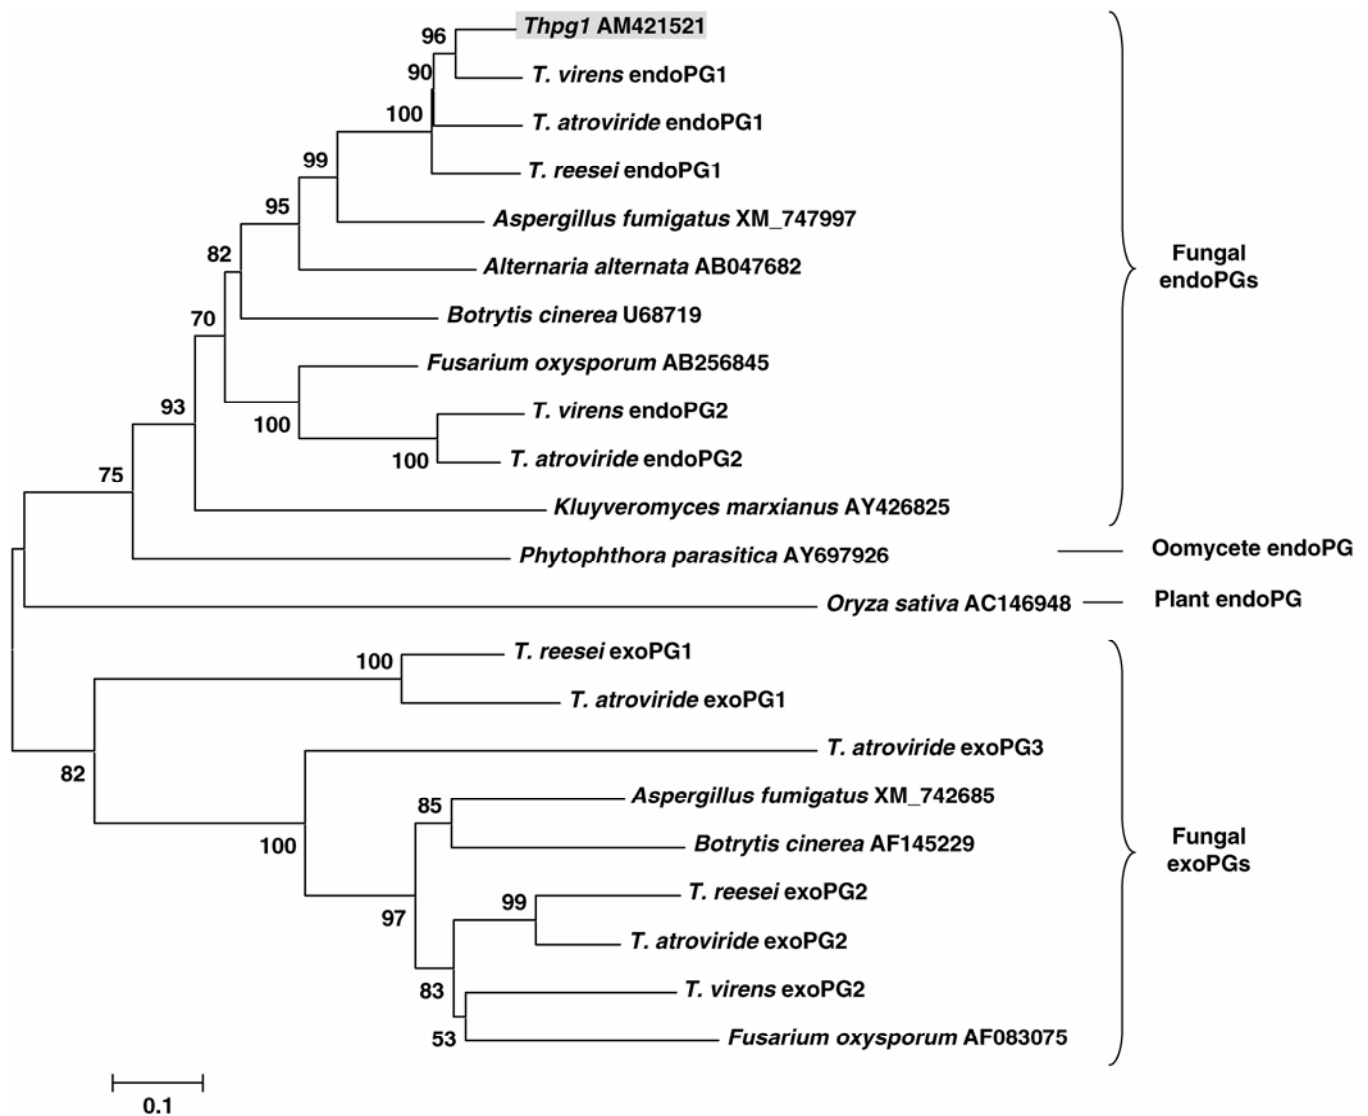 Thpg1 AM421521
96
T. virens endoPG1
90
T. atroviride endoPG1
100
T. reesei endoPG1
99
Aspergillus fumigatus XM_747997
95
Alternaria alternata AB047682
82
Botrytis cinerea U68719
70
Fusarium oxysporum AB256845
93
T. virens endoPG2
100
T. atroviride endoPG2
100
75
Kluyveromyces marxianus AY426825
Fungal
endoPGs
Phytophthora parasitica AY697926
Oomycete endoPG
Oryza sativa AC146948
Plant endoPG
T. reesei exoPG1
100
T. atroviride exoPG1
T. atroviride exoPG3
82
Aspergillus fumigatus XM_742685
85
Botrytis cinerea AF145229
100
T. reesei exoPG2
99
97
T. atroviride exoPG2
T. virens exoPG2
83
Fusarium oxysporum AF083075
53
Fungal
exoPGs
0.1